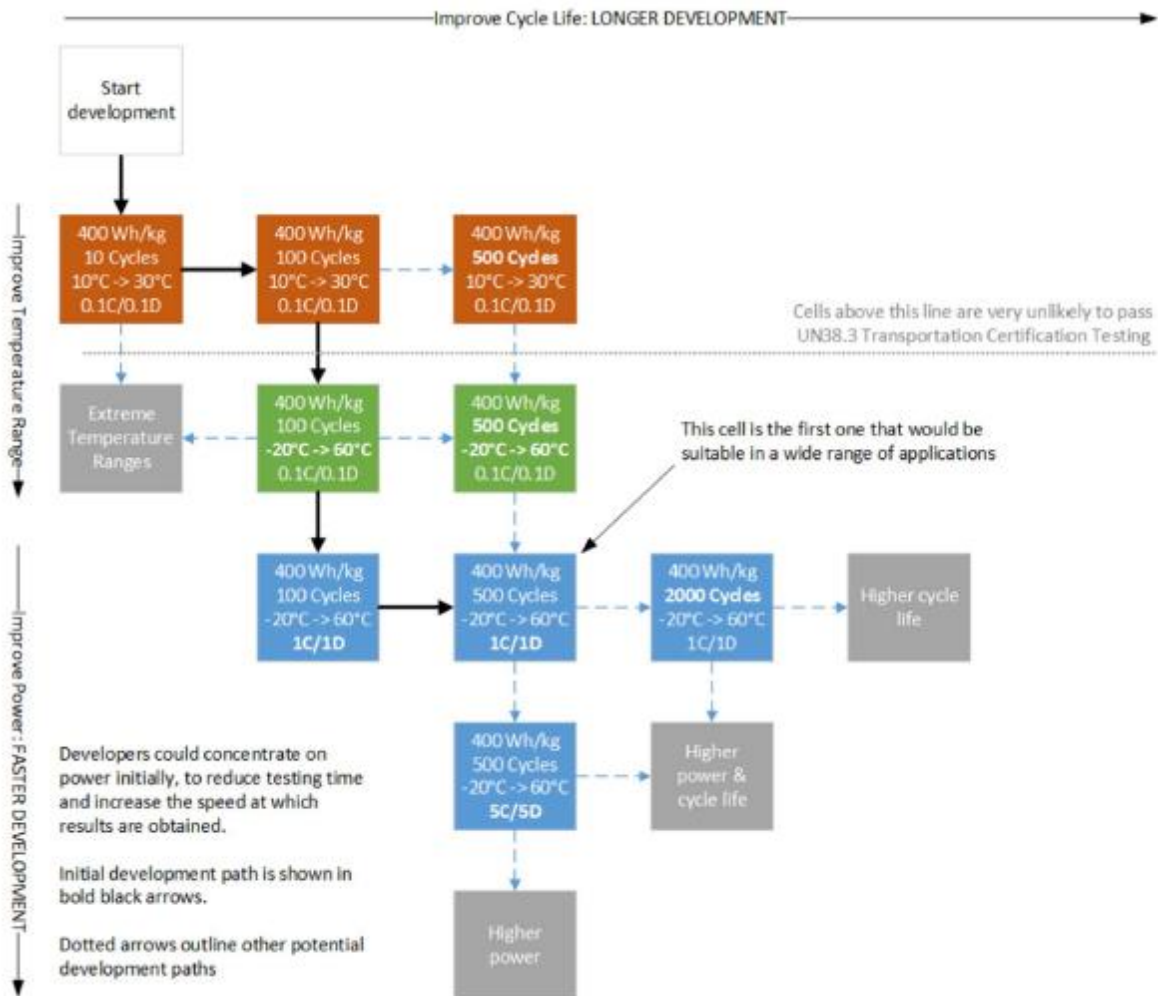 Improve Cycle Life: LONGER DEVELOPMENT
Start
development
Improve Temperature Range
400 Wh/kg
10 Cycles
10°C -> 30°C
0.1C/0.1D
400 Wh/kg
100 Cycles
10°C -> 30°C
0.1C/0.1D
400 Wh/kg
500 Cycles
10°C -> 30°C
0.1C/0.1D
Cells above this line are very unlikely to pass
UN38.3 Transportation Certification Testing
Extreme
Temperature
Ranges
400 Wh/kg
100 Cycles
-20°C -> 60°C
0.1C/0.1D
400 Wh/kg
500 Cycles
-20°C -> 60°C
0.1C/0.1D
This cell is the first one that would be
suitable in a wide range of applications
Improve Power: FASTER DEVELOPMENT
400 Wh/kg
100 Cycles
-20°C -> 60°C
1C/1D
400 Wh/kg
500 Cycles
-20°C -> 60°C
1C/1D
400 Wh/kg
2000 Cycles
-20°C -> 60°C
1C/1D
Higher cycle
life
400 Wh/kg
500 Cycles
-20°C -> 60°C
5C/5D
Higher
power &
cycle life
Higher
power
Developers could concentrate on
power initially, to reduce testing time
and increase the speed at which
results are obtained.
Initial development path is shown in
bold black arrows.
Dotted arrows outline other potential
development paths